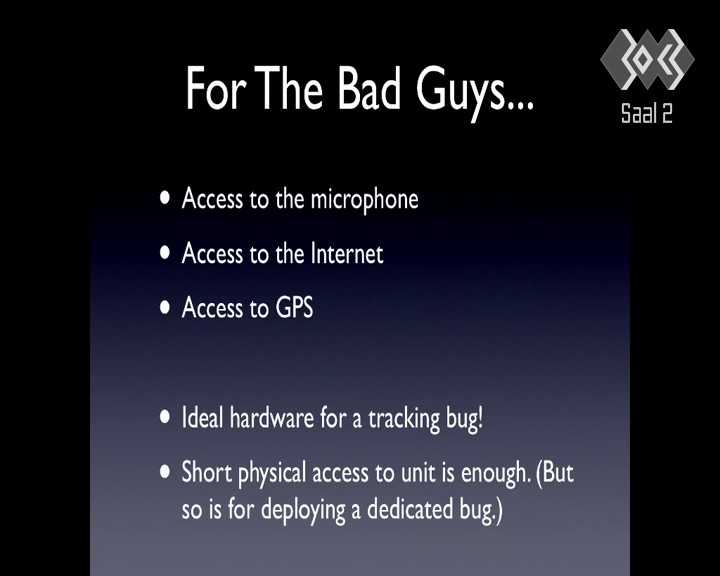 For The Bad Guys...
Saal 2
• Access to the microphone
• Access to the Internet
• Access to GPS
• Ideal hardware for a tracking bug!
• Short physical access to unit is enough. (But
so is for deploying a dedicated bug.)